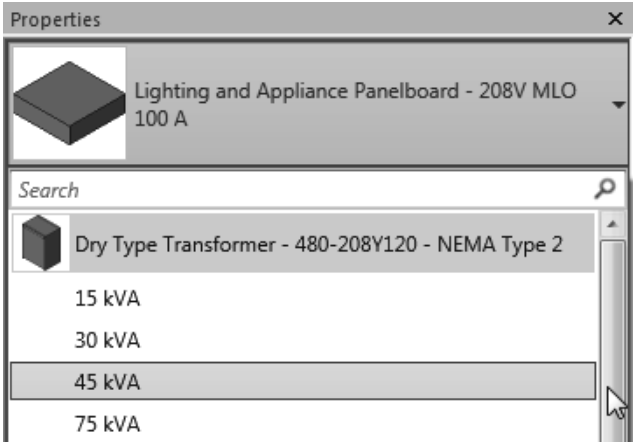 Properties
Lighting and Appliance Panelboard - 208V MLO
100 A
Search
Dry Type Transformer - 480-208Y120 - NEMA Type 2
15 kVA
30 kVA
45 kVA
75 kVA